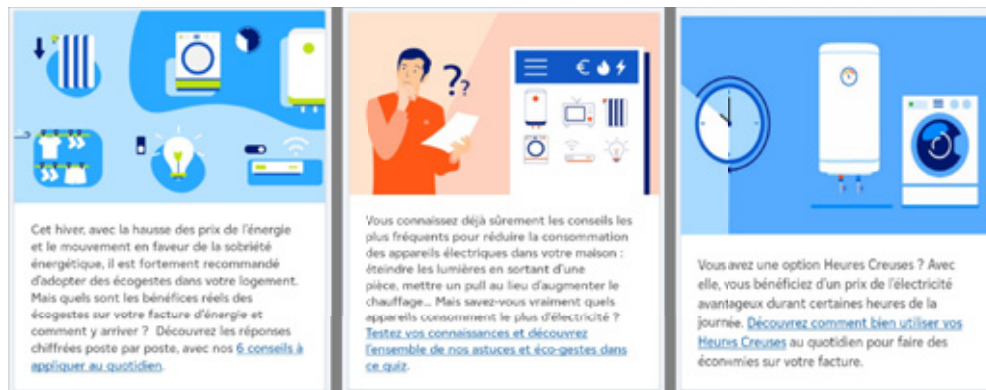 ??
€
Cet hiver, avec la hausse des prix de l'énergie
et le mouvement en faveur de la sobriété
énergétique, il est fortement recommandé
d'adopter des écogestes dans votre logement.
Mais quels sont les bénéfices réels des
écogestes sur votre facture d'énergie et
comment y arriver ? Découvrez les réponses
chiffrées poste par poste, avec nos 6 conseils à
appliquer au quotidien.
Vous connaissez déjà sûrement les conseils les
plus fréquents pour réduire la consommation
des appareils électriques dans votre maison :
éteindre les lumières en sortant d'une
pièce, mettre un pull au lieu d'augmenter le
chauffage... Mais savez-vous vraiment quels
appareils consomment le plus d'électricité ?
Testez vos connaissances et découvrez
l'ensemble de nos astuces et éco-gestes dans
ce quiz.
Vous avez une option Heures Creuses ? Avec
elle, vous bénéficiez d'un prix de l'électricité
avantageux durant certaines heures de la
journée. Découvrez comment bien utiliser vos
Heures Creuses au quotidien pour faire des
économies sur votre facture.